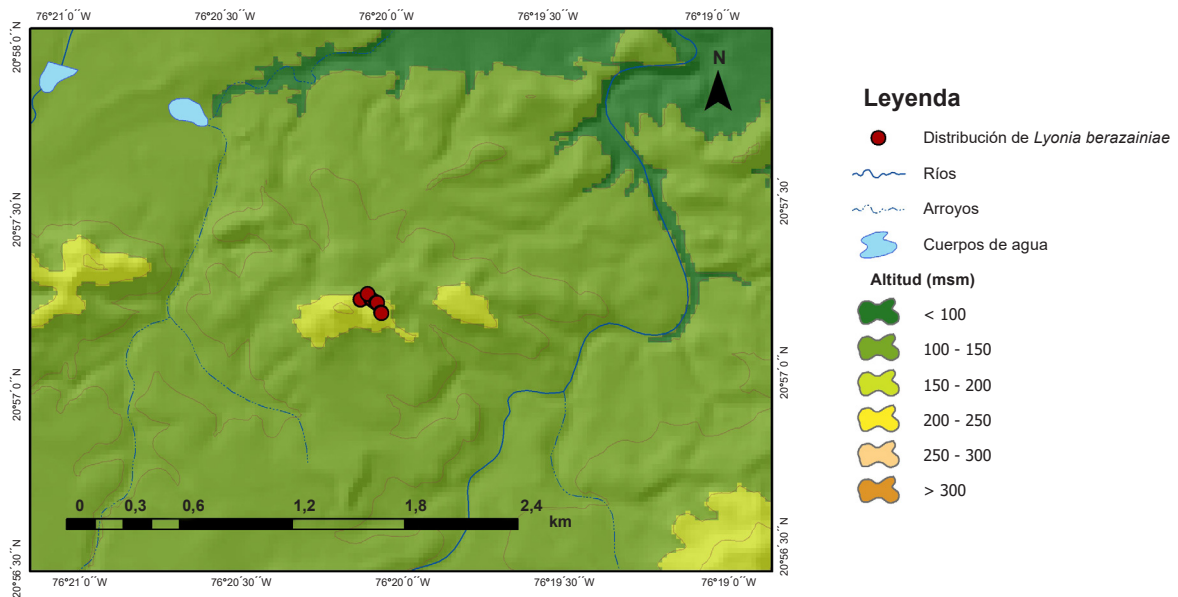 76°21´0´´W 76°20´30´´W 76°20´0´´W 76°19´30´´W 76°19´0´´W
20°58´0´´N
20°57´30´´N
20°57´0´´N
20°56´30´´N
N
20°57´30´
20°57´0´´N
20°56´30´´N
0 0,3 0,6 1,2 1,8 2,4
km
76°21´0´´W 76°20´30´´W 76°20´0´´W 76°19´30´´W 76°19´0´´W
Leyenda
Distribución de Lyonia berazainiae
Ríos
Arroyos
Cuerpos de agua
Altitud (msm)
< 100
100 - 150
150 - 200
200 - 250
250 - 300
> 300